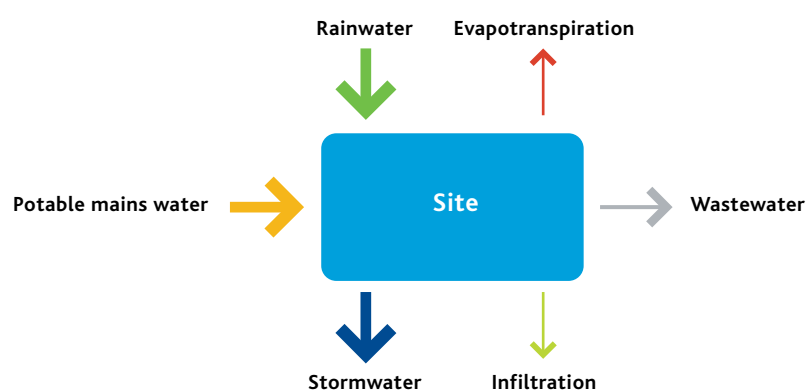 Rainwater
Evapotranspiration
Potable mains water
Site
Wastewater
Stormwater
Infiltration